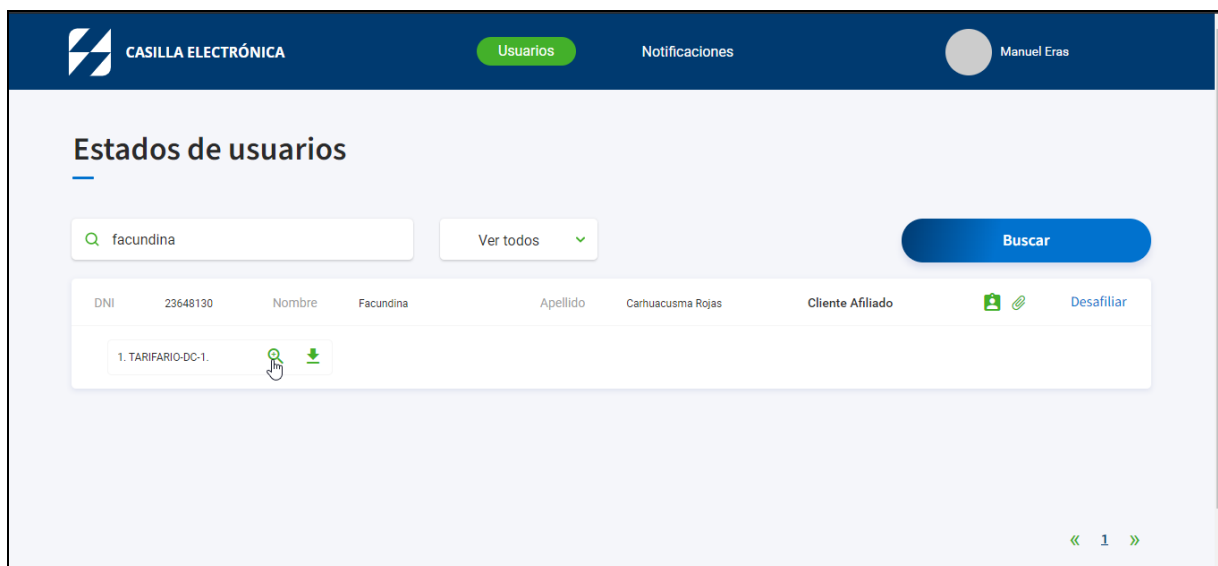 CASILLA ELECTRÓNICA Usuarios Notificaciones Manuel Eras
Estados de usuarios
facundina Ver todos Buscar
DNI 23648130 Nombre Facundina Apellido Carhuacusma Rojas Cliente Afiliado Desafiliar
1. TARIFARIO-DC-1.
« 1 »